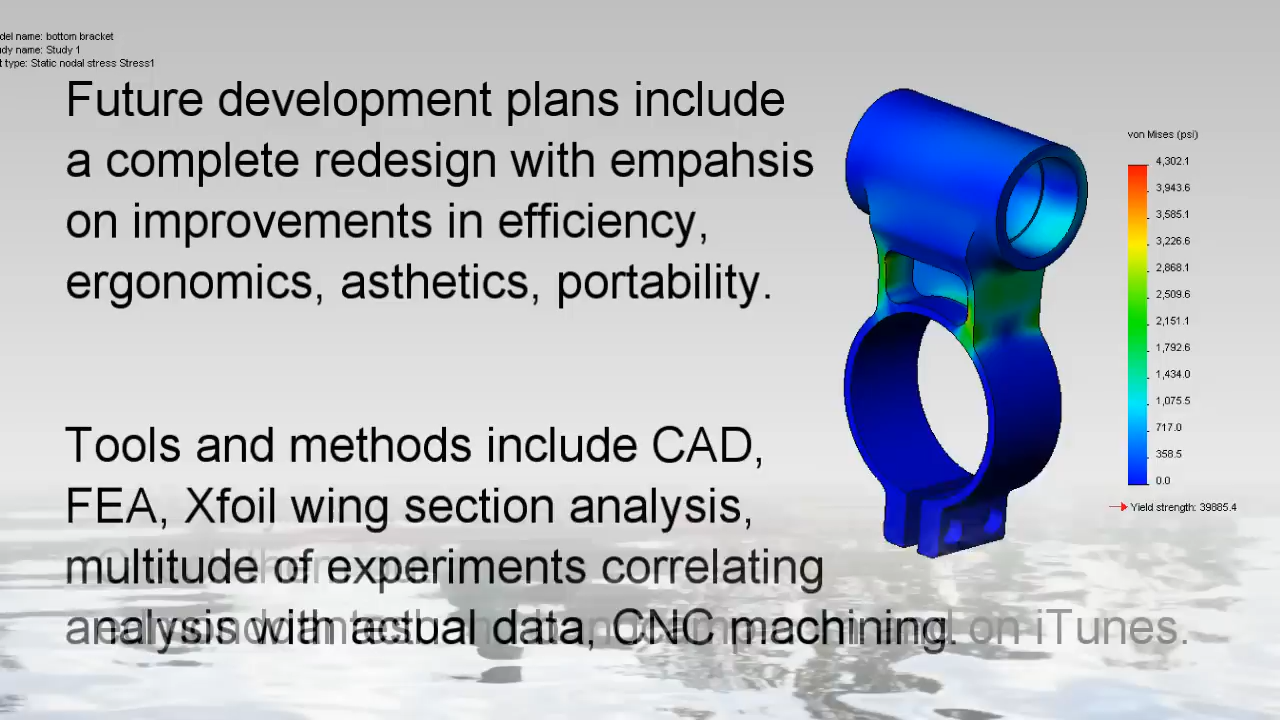 del name: bottom bracket
udy name: Study 1
t type: Static nodal stress Stress1
Future development plans include
a complete redesign with empahsis
on improvements in efficiency,
ergonomics, asthetics, portability.
von Mises (psi)
4,302.1
3,943.6
3,585.1
3,226.6
2,868.1
2,509.6
2,151.1
1,792.6
1,434.0
1,075.5
717.0
358.5
0.0
Yield strength: 39885.4
Tools and methods include CAD,
FEA, Xfoil wing section analysis,
multitude of experiments correlating
analysis with actual data, CNC machining.
on iTunes.